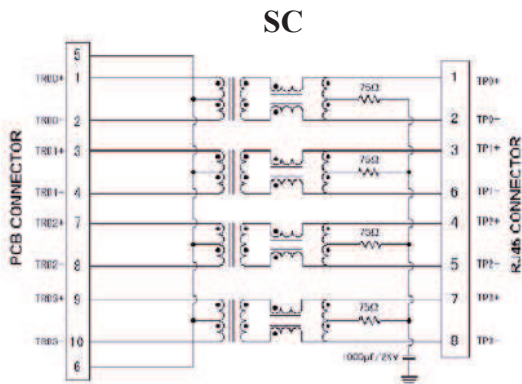 SC
PCB CONNECTOR
RJ45 CONNECTOR
5
TRD0+ 1
TRD0- 2
TRD1+ 3
TRD1- 4
TRD2+ 7
TRD2- 8
TRD3+ 9
TRD3- 10
6
75Ω
75Ω
75Ω
75Ω
1000pF/2KV
1 TP0+
2 TP0-
3 TP1+
6 TP1-
4 TP2+
5 TP2-
7 TP3+
8 TP3-